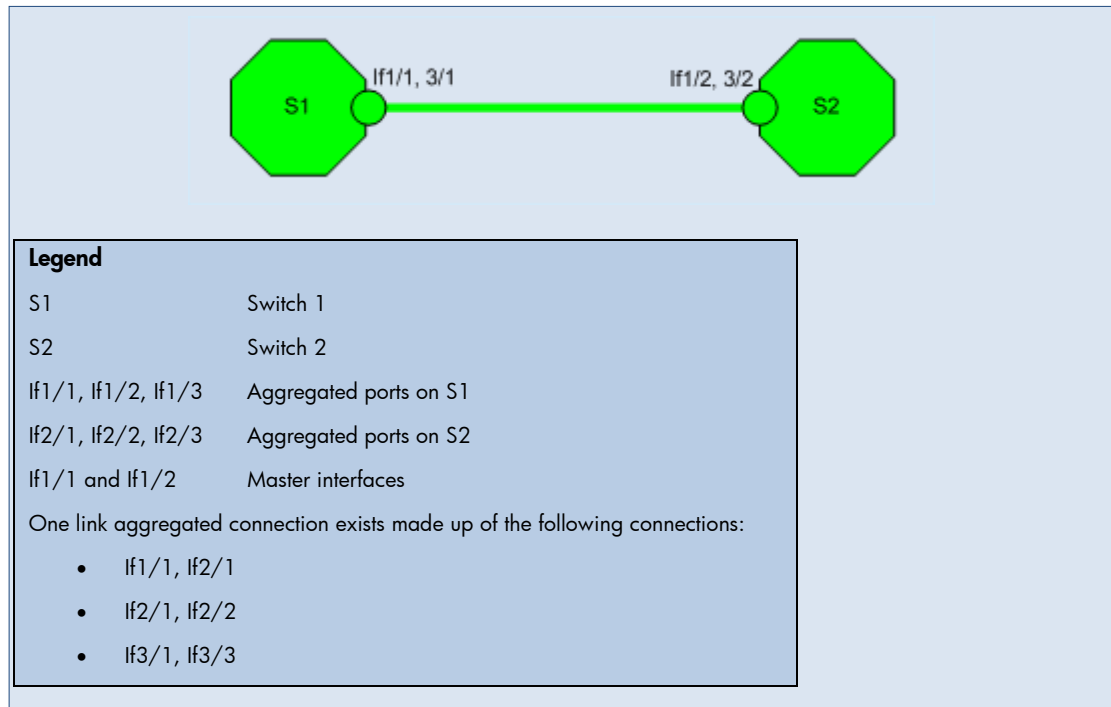 If1/1, 3/1
If1/2, 3/2
S1
S2
Legend
S1 Switch 1
S2 Switch 2
If1/1, If1/2, If1/3 Aggregated ports on S1
If2/1, If2/2, If2/3 Aggregated ports on S2
If1/1 and If1/2 Master interfaces
One link aggregated connection exists made up of the following connections:
• If1/1, If2/1
• If2/1, If2/2
• If3/1, If3/3